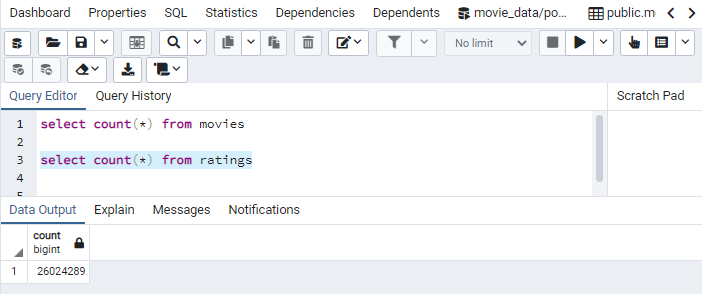 Dashboard Properties SQL Statistics Dependencies Dependents movie_data/po... public.m
No limit
Query Editor Query History Scratch Pad
1 select count(*) from movies
2
3 select count(*) from ratings
4
5
Data Output Explain Messages Notifications
count
bigint
1 26024289